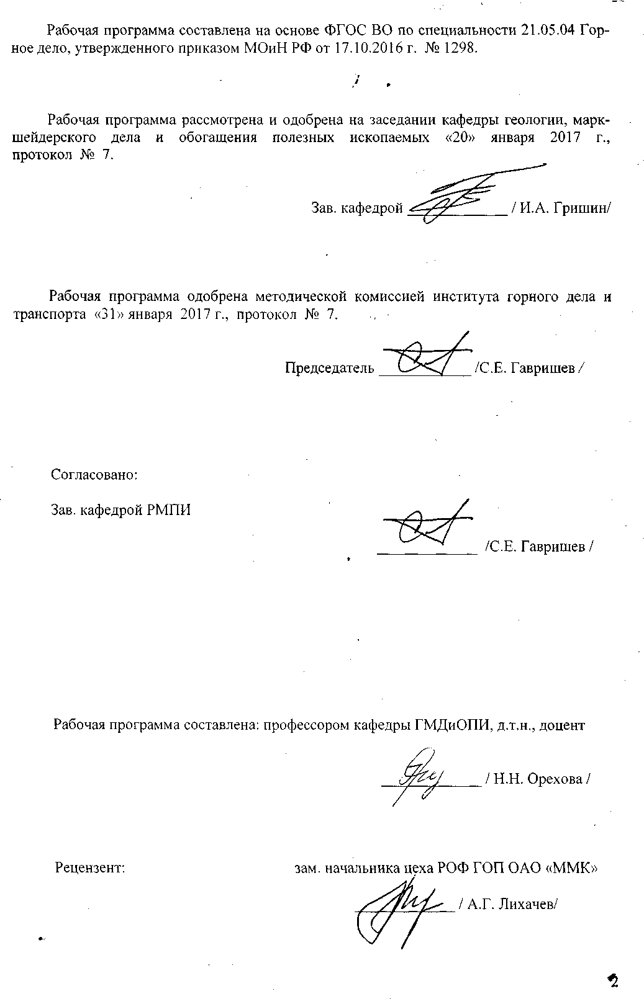 Рабочая программа составлена на основе ФГОС ВО по специальности 21.05.04 Гор-
ное дело, утвержденного приказом МОиН РФ от 17.10.2016 г. № 1298.
Рабочая программа рассмотрена и одобрена на заседании кафедры геологии, марк-
шейдерского дела и обогащения полезных ископаемых «20» января 2017 г.,
протокол № 7.
Зав. кафедрой ____________ / И.А. Гришин/
Рабочая программа одобрена методической комиссией института горного дела и
транспорта «31» января 2017 г., протокол № 7.
Председатель ____________ /С.Е. Гавришев /
Согласовано:
Зав. кафедрой РМПИ
____________ /С.Е. Гавришев /
Рабочая программа составлена: профессором кафедры ГМДиОПИ, д.т.н., доцент
____________ / Н.Н. Орехова /
Рецензент: зам. начальника цеха РОФ ГОП ОАО «ММК»
____________ / А.Г. Лихачев/
2